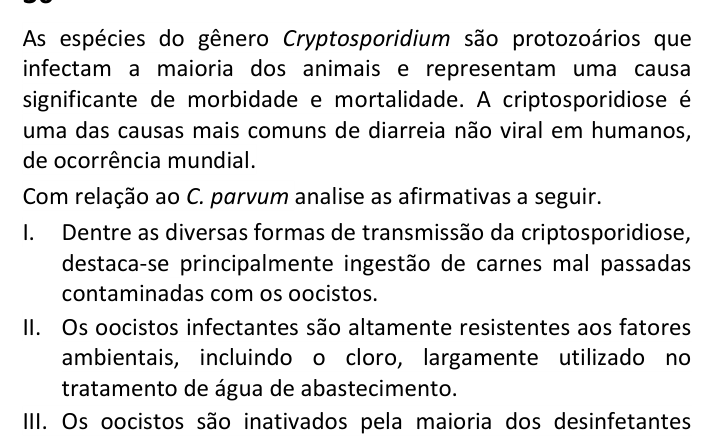 As espécies do gênero Cryptosporidium são protozoários que
infectam a maioria dos animais e representam uma causa
significante de morbidade e mortalidade. A criptosporidiose é
uma das causas mais comuns de diarreia não viral em humanos,
de ocorrência mundial.
Com relação ao C. parvum analise as afirmativas a seguir.
I. Dentre as diversas formas de transmissão da criptosporidiose,
destaca-se principalmente ingestão de carnes mal passadas
contaminadas com os oocistos.
II. Os oocistos infectantes são altamente resistentes aos fatores
ambientais, incluindo o cloro, largamente utilizado no
tratamento de água de abastecimento.
III. Os oocistos são inativados pela maioria dos desinfetantes